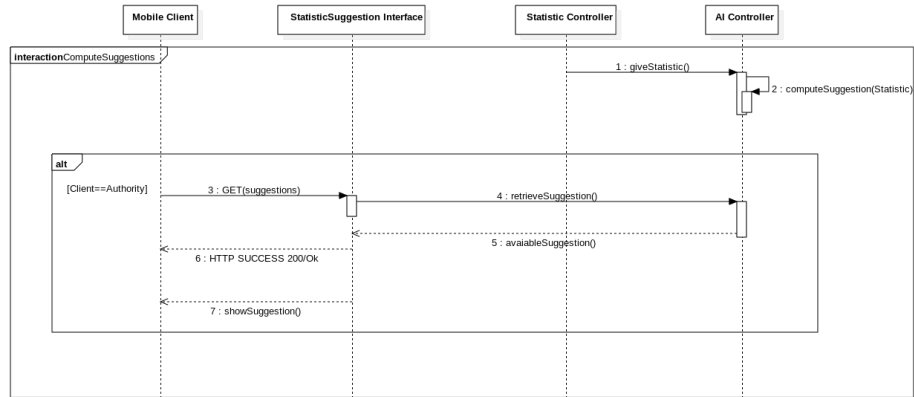 Mobile Client
StatisticSuggestion Interface
Statistic Controller
AI Controller
interactionComputeSuggestions
1 : giveStatistic()
2 : computeSuggestion(Statistic)
alt
[Client==Authority]
3 : GET(suggestions)
4 : retrieveSuggestion()
5 : avaiableSuggestion()
6 : HTTP SUCCESS 200/Ok
7 : showSuggestion()